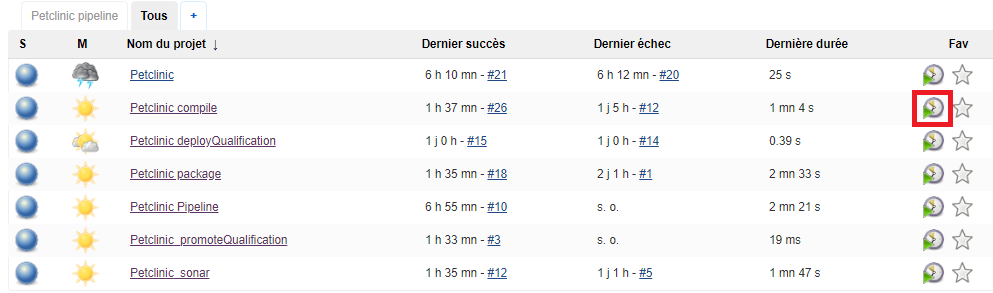 Petclinic pipeline Tous +
S M Nom du projet ↓ Dernier succès Dernier échec Dernière durée Fav
Petclinic 6 h 10 mn - #21 6 h 12 mn - #20 25 s
Petclinic compile 1 h 37 mn - #26 1 j 5 h - #12 1 mn 4 s
Petclinic deployQualification 1 j 0 h - #15 1 j 0 h - #14 0.39 s
Petclinic package 1 h 35 mn - #18 2 j 1 h - #1 2 mn 33 s
Petclinic Pipeline 6 h 55 mn - #10 s. o. 2 mn 21 s
Petclinic_promoteQualification 1 h 33 mn - #3 s. o. 19 ms
Petclinic_sonar 1 h 35 mn - #12 1 j 1 h - #5 1 mn 47 s